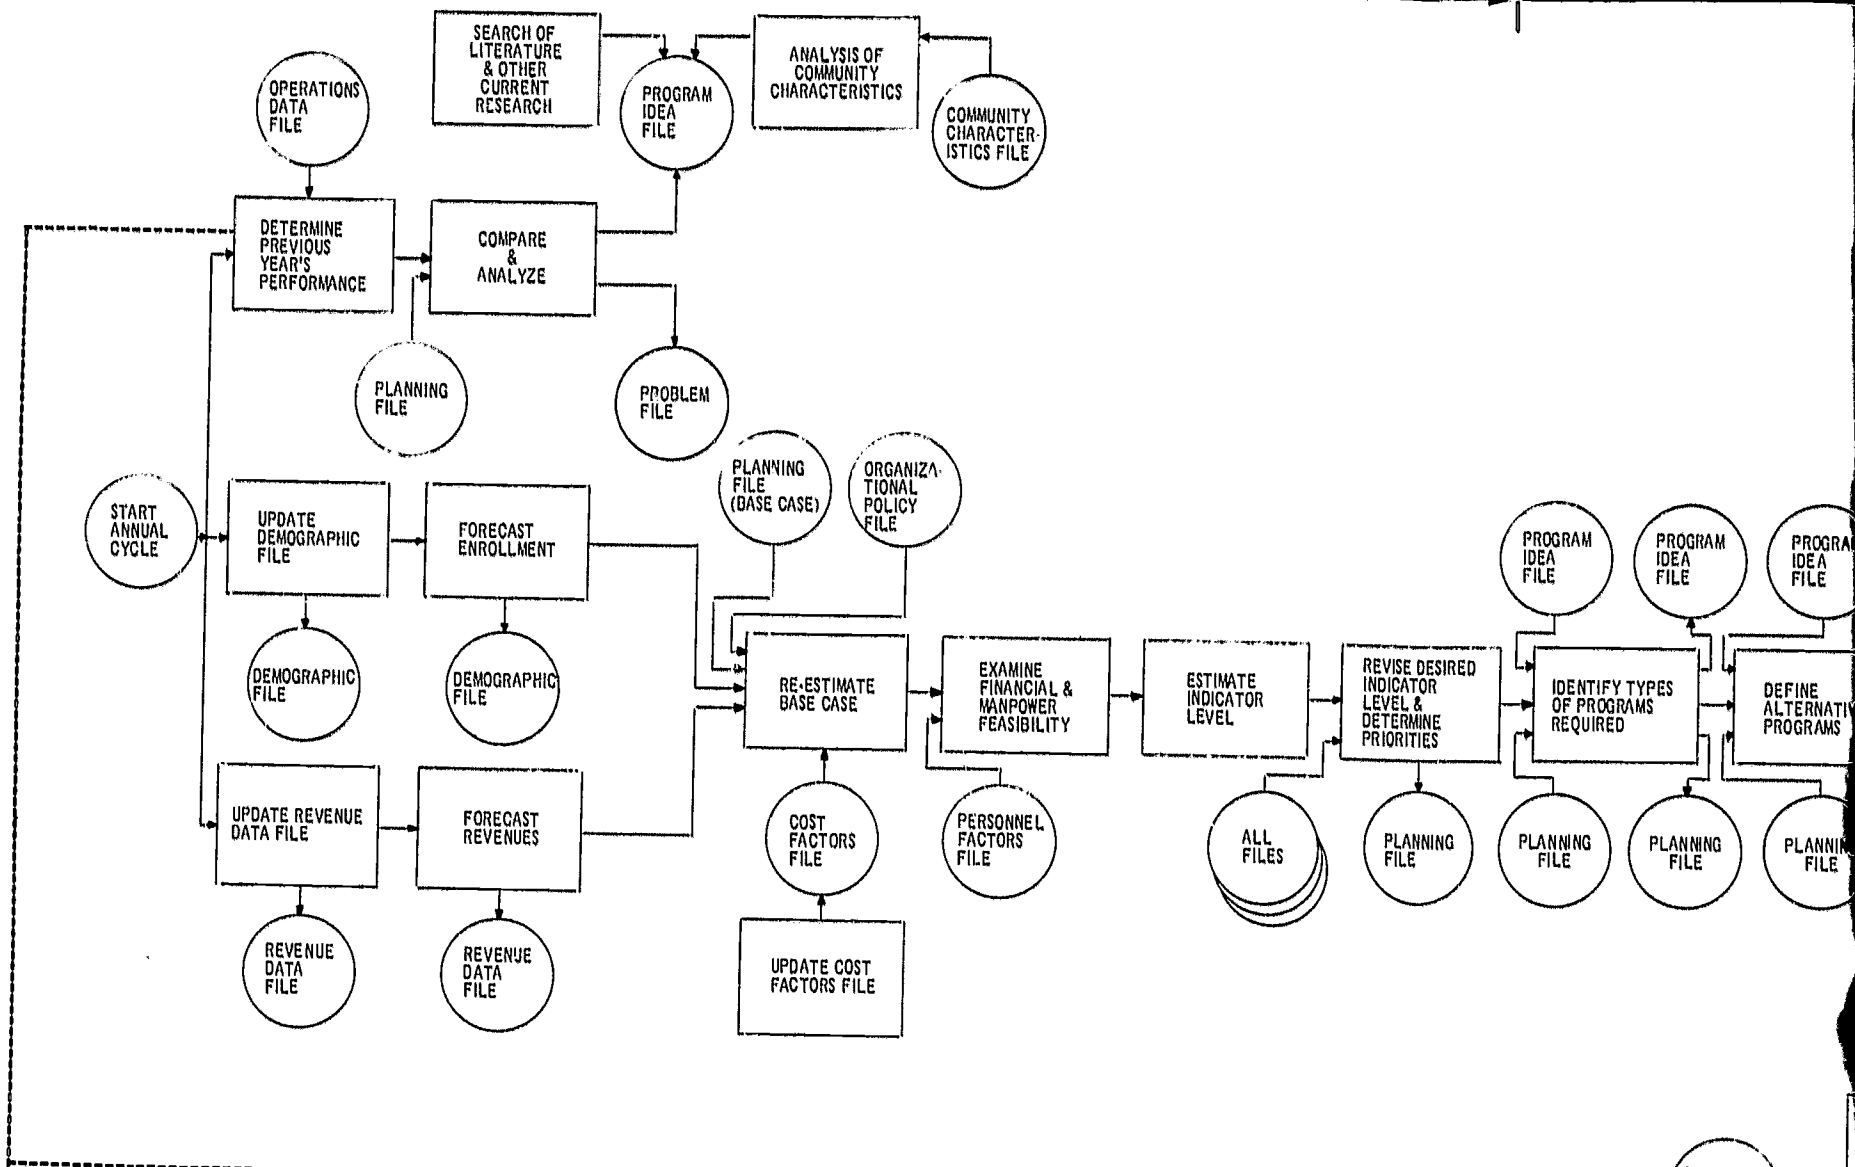 SEARCH OF
LITERATURE
& OTHER
CURRENT
RESEARCH
PROGRAM
IDEA
FILE
ANALYSIS OF
COMMUNITY
CHARACTERISTICS
COMMUNITY
CHARACTER-
ISTICS FILE
OPERATIONS
DATA
FILE
DETERMINE
PREVIOUS
YEAR'S
PERFORMANCE
COMPARE
&
ANALYZE
PLANNING
FILE
PROBLEM
FILE
START
ANNUAL
CYCLE
UPDATE
DEMOGRAPHIC
FILE
FORECAST
ENROLLMENT
PLANNING
FILE
(BASE CASE)
ORGANIZA-
TIONAL
POLICY
FILE
DEMOGRAPHIC
FILE
DEMOGRAPHIC
FILE
RE-ESTIMATE
BASE CASE
EXAMINE
FINANCIAL &
MANPOWER
FEASIBILITY
ESTIMATE
INDICATOR
LEVEL
REVISE DESIRED
INDICATOR
LEVEL &
DETERMINE
PRIORITIES
PROGRAM
IDEA
FILE
PROGRAM
IDEA
FILE
PROGRA
IDEA
FILE
IDENTIFY TYPES
OF PROGRAMS
REQUIRED
DEFINE
ALTERNATIV
PROGRAMS
UPDATE REVENUE
DATA FILE
FORECAST
REVENUES
COST
FACTORS
FILE
PERSONNEL
FACTORS
FILE
ALL
FILES
PLANNING
FILE
PLANNING
FILE
PLANNING
FILE
PLANNIN
FILE
REVENUE
DATA
FILE
REVENUE
DATA
FILE
UPDATE COST
FACTORS FILE